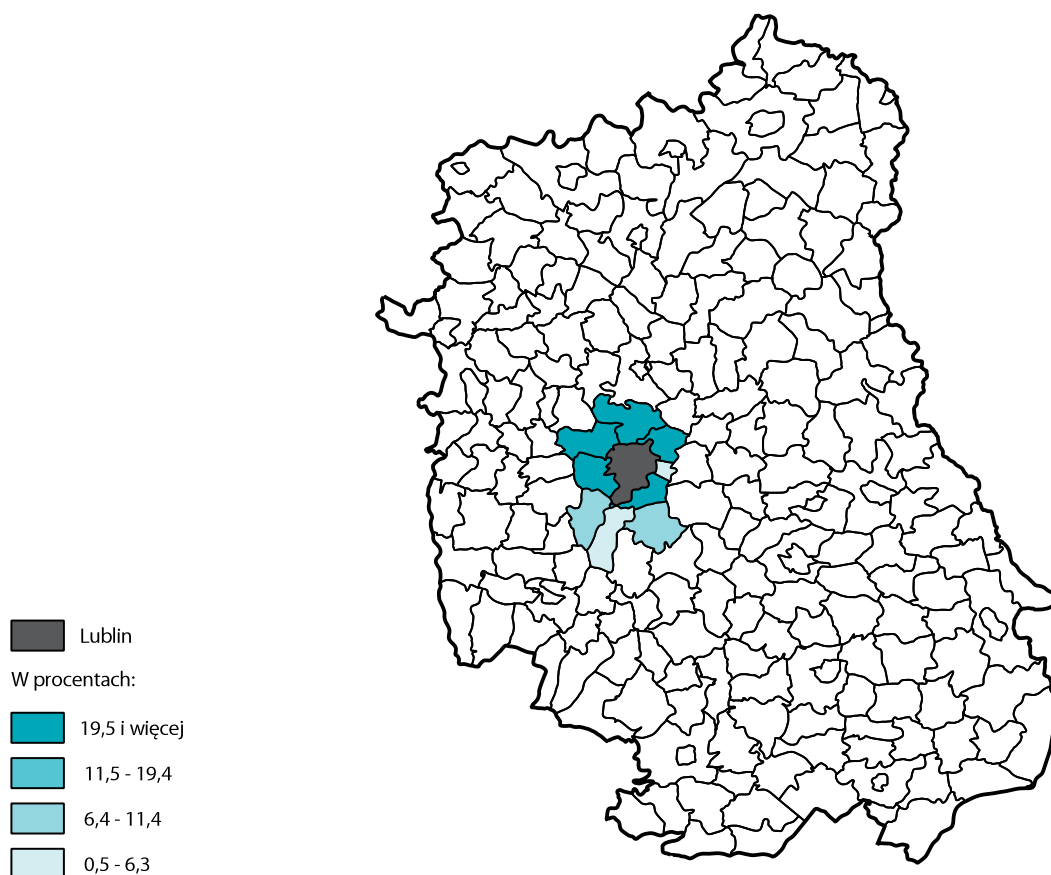 Lublin
W procentach:
19,5 i więcej
11,5 - 19,4
6,4 - 11,4
0,5 - 6,3